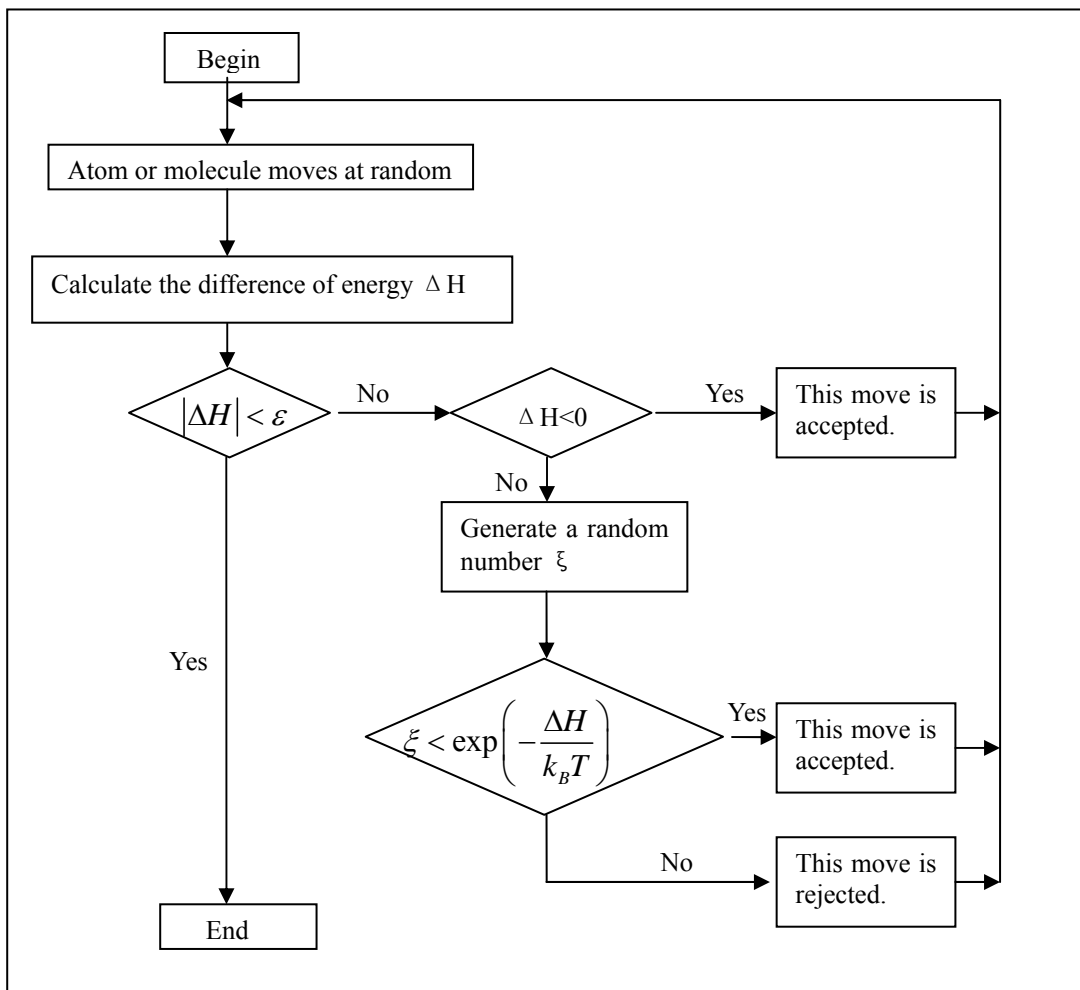 Begin
Atom or molecule moves at random
Calculate the difference of energy ΔH
|ΔH| < ε
No
ΔH<0
Yes
This move is
accepted.
No
Generate a random
number ξ
Yes
ξ < exp(−ΔH/k_BT)
Yes
This move is
accepted.
No
This move is
rejected.
End